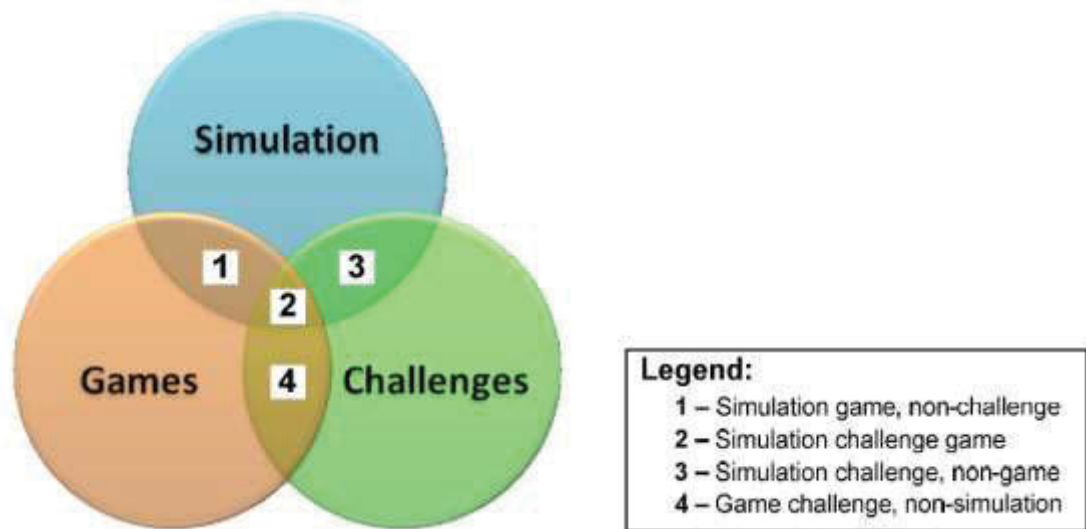 Simulation
1
3
2
Games
4
Challenges
Legend:
1 – Simulation game, non-challenge
2 – Simulation challenge game
3 – Simulation challenge, non-game
4 – Game challenge, non-simulation